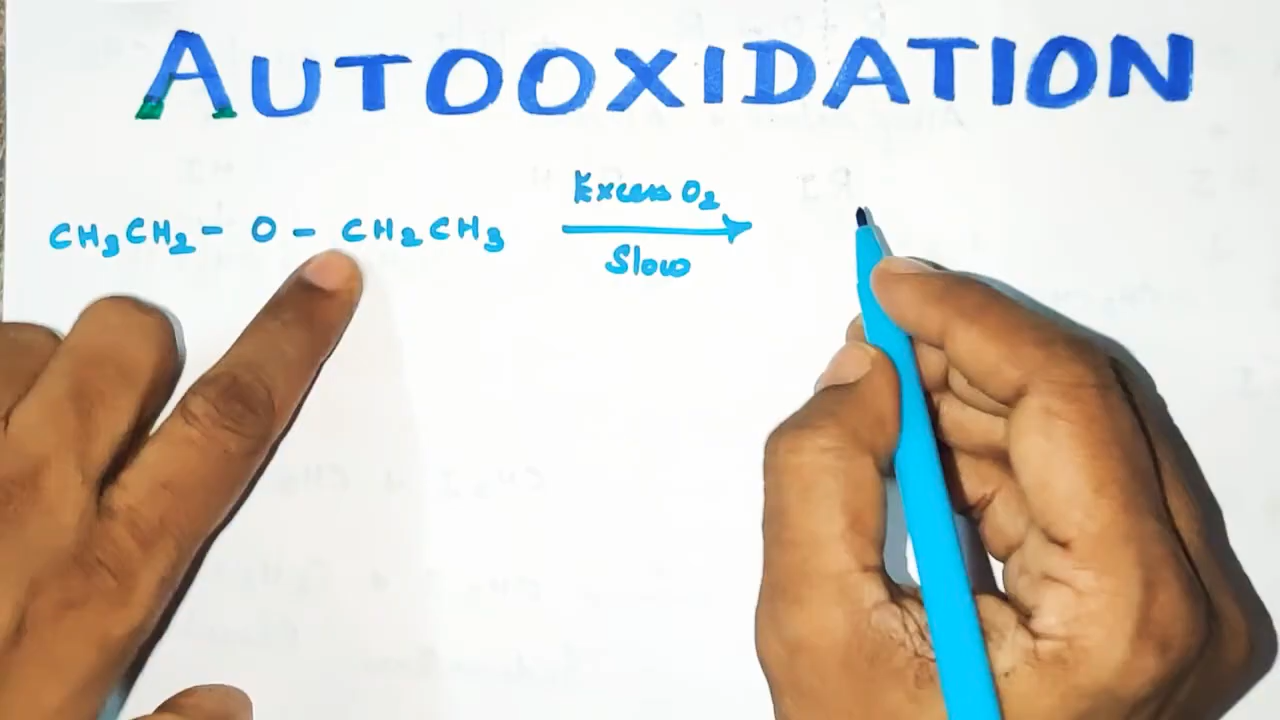 AUTOOXIDATION
Excess O₂
CH₃CH₂ – O – CH₂CH₃
Slow